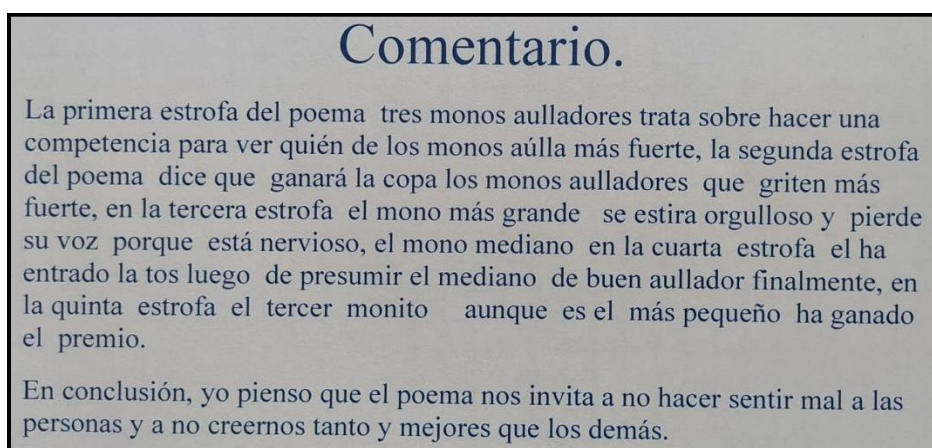 Comentario.
La primera estrofa del poema tres monos aulladores trata sobre hacer una
competencia para ver quién de los monos aúlla más fuerte, la segunda estrofa
del poema dice que ganará la copa los monos aulladores que griten más
fuerte, en la tercera estrofa el mono más grande se estira orgulloso y pierde
su voz porque está nervioso, el mono mediano en la cuarta estrofa el ha
entrado la tos luego de presumir el mediano de buen aullador finalmente, en
la quinta estrofa el tercer monito aunque es el más pequeño ha ganado
el premio.
En conclusión, yo pienso que el poema nos invita a no hacer sentir mal a las
personas y a no creernos tanto y mejores que los demás.